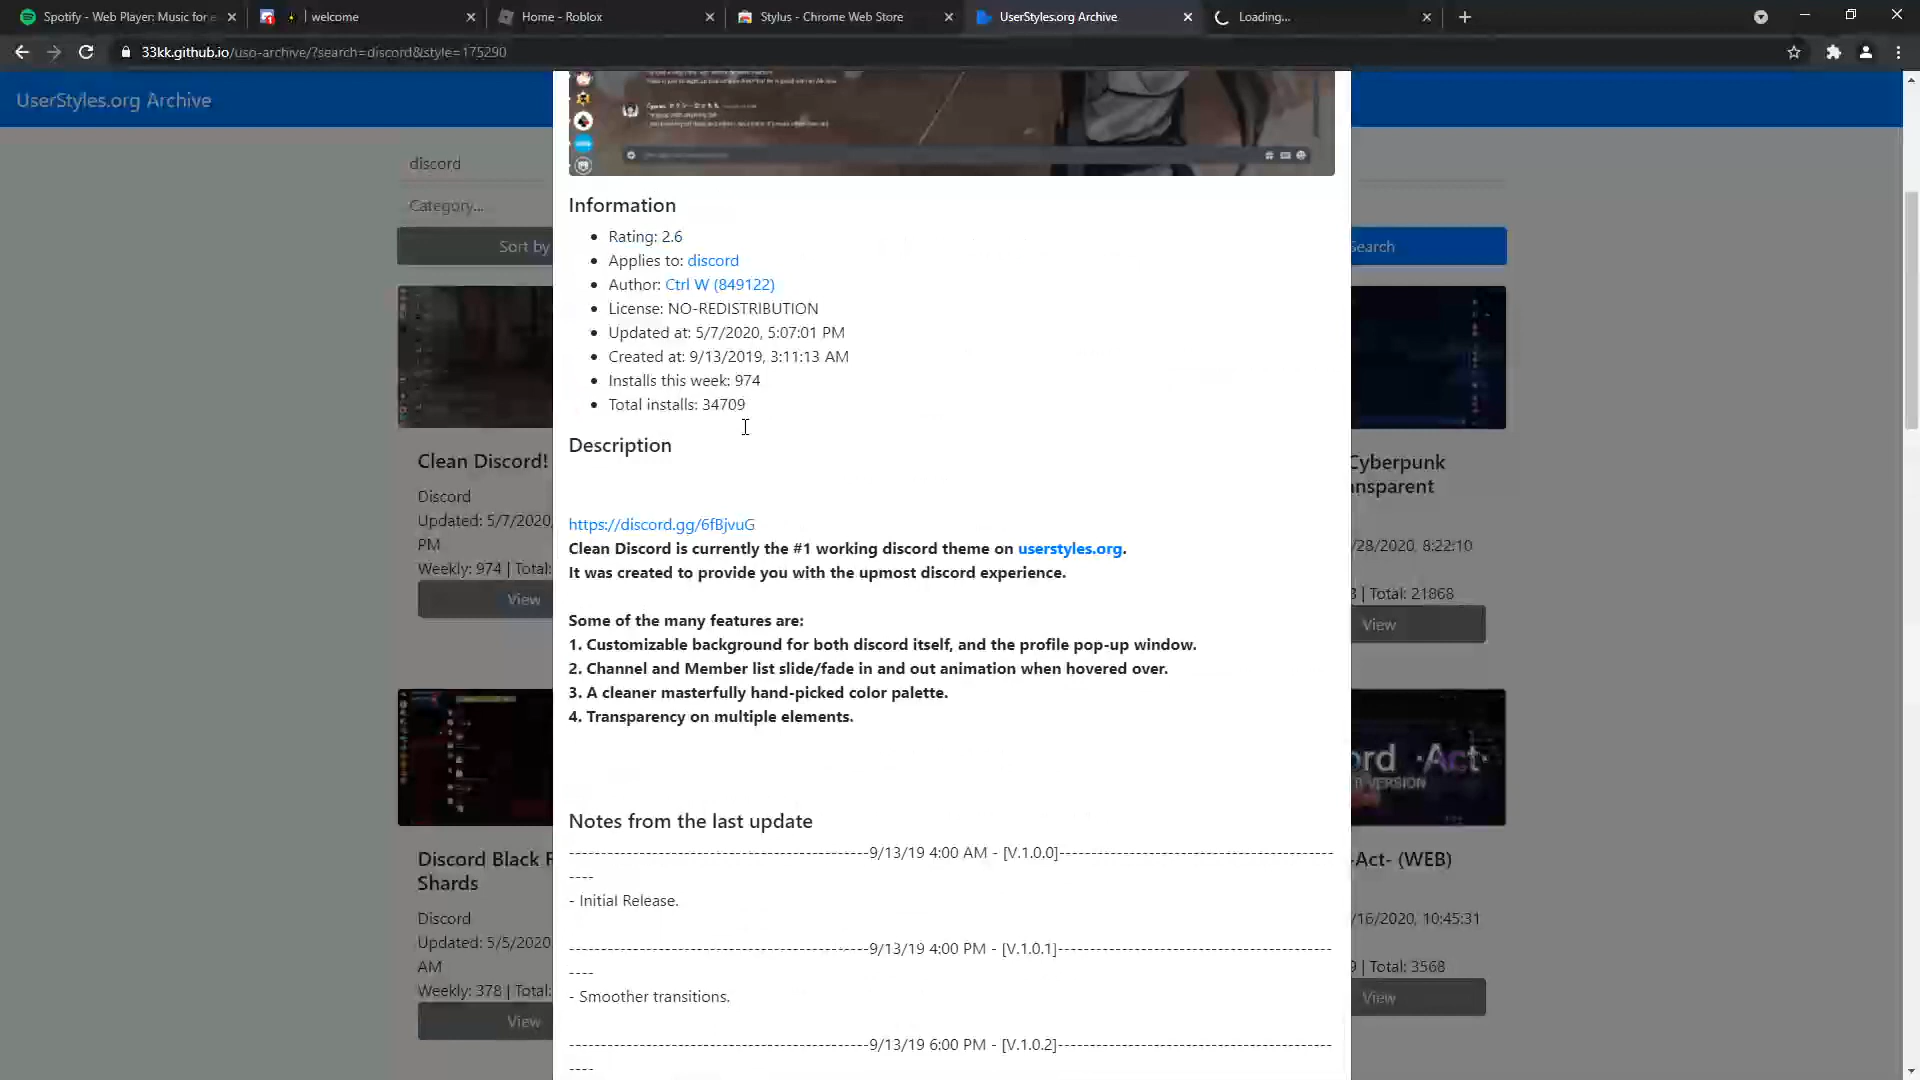 Spotify - Web Player: Music for e
welcome
Home - Roblox
Stylus - Chrome Web Store
UserStyles.org Archive
Loading...
33kk.github.io/uso-archive/?search=discord&style=175290
UserStyles.org Archive
discord
Category...
Sort by
Search
Information
• Rating: 2.6
• Applies to: discord
• Author: Ctrl W (849122)
• License: NO-REDISTRIBUTION
• Updated at: 5/7/2020, 5:07:01 PM
• Created at: 9/13/2019, 3:11:13 AM
• Installs this week: 974
• Total installs: 34709
Description
https://discord.gg/6fBjvuG
Clean Discord is currently the #1 working discord theme on userstyles.org.
It was created to provide you with the upmost discord experience.
Some of the many features are:
1. Customizable background for both discord itself, and the profile pop-up window.
2. Channel and Member list slide/fade in and out animation when hovered over.
3. A cleaner masterfully hand-picked color palette.
4. Transparency on multiple elements.
Notes from the last update
-----------------------------------------------9/13/19 4:00 AM - [V.1.0.0]-------------------------------------------
----
- Initial Release.
-----------------------------------------------9/13/19 4:00 PM - [V.1.0.1]-------------------------------------------
----
- Smoother transitions.
-----------------------------------------------9/13/19 6:00 PM - [V.1.0.2]-------------------------------------------
----
Clean Discord!
Discord
Updated: 5/7/2020,
PM
Weekly: 974 | Total:
View
Cyberpunk
nsparent
/28/2020, 8:22:10
3 | Total: 21868
View
Discord Black F
Shards
Discord
Updated: 5/5/2020
AM
Weekly: 378 | Total:
View
ord ·Act·
VERSION
-Act- (WEB)
/16/2020, 10:45:31
9 | Total: 3568
View